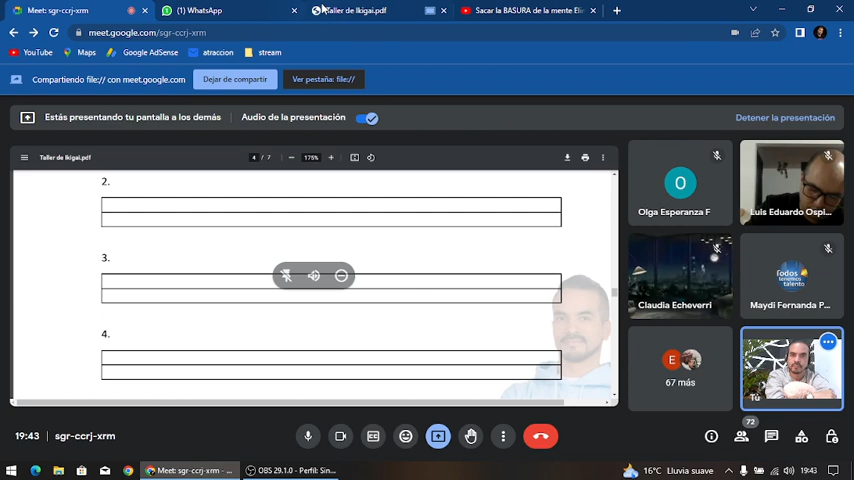 Meet: sgr-ccrj-xrm
(1) WhatsApp
Taller de Ikigai.pdf
Sacar la BASURA de la mente Elin
meet.google.com/sgr-ccrj-xrm
YouTube
Maps
Google AdSense
atraccion
stream
Compartiendo file:// con meet.google.com
Dejar de compartir
Ver pestaña: file://
Estás presentando tu pantalla a los demás
Audio de la presentación
Detener la presentación
Taller de Ikigai.pdf
4 / 7
175%
2.
3.
4.
O
Olga Esperanza F
Luis Eduardo Ospi...
Claudia Echeverri
Todos
tenemos
talento
Maydi Fernanda P...
E
67 más
Tú
19:43
sgr-ccrj-xrm
72
Meet: sgr-ccrj-xrm - ...
OBS 29.1.0 - Perfil: Sin...
16°C Lluvia suave
19:43